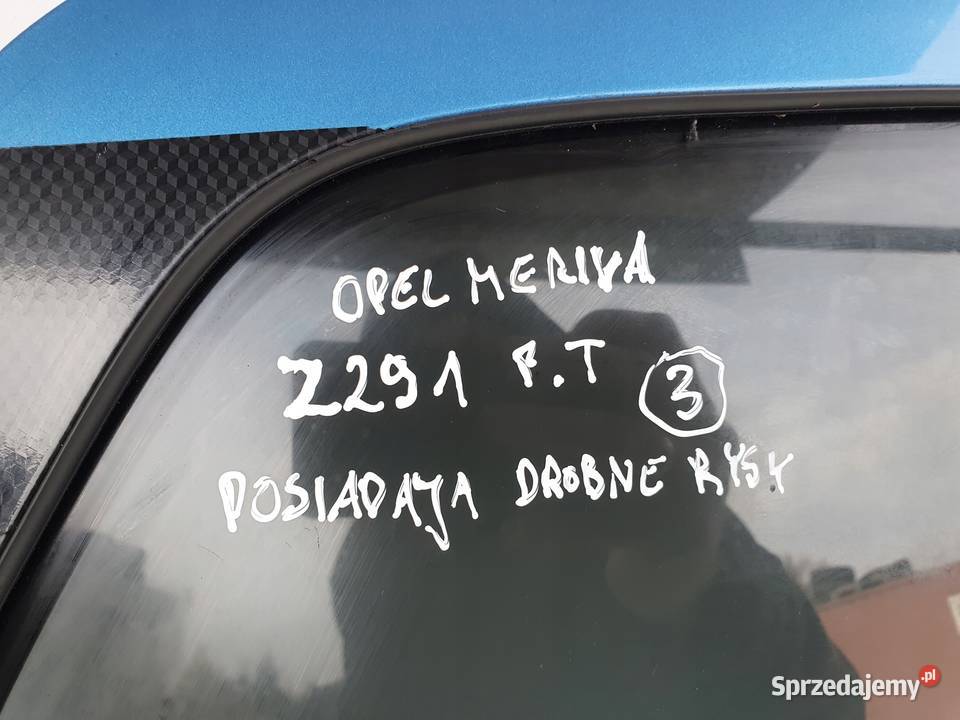 OPEL MERIVA
Z291 P.T 3
POSIADAJA DROBNE RYSY
Sprzedajemy.pl